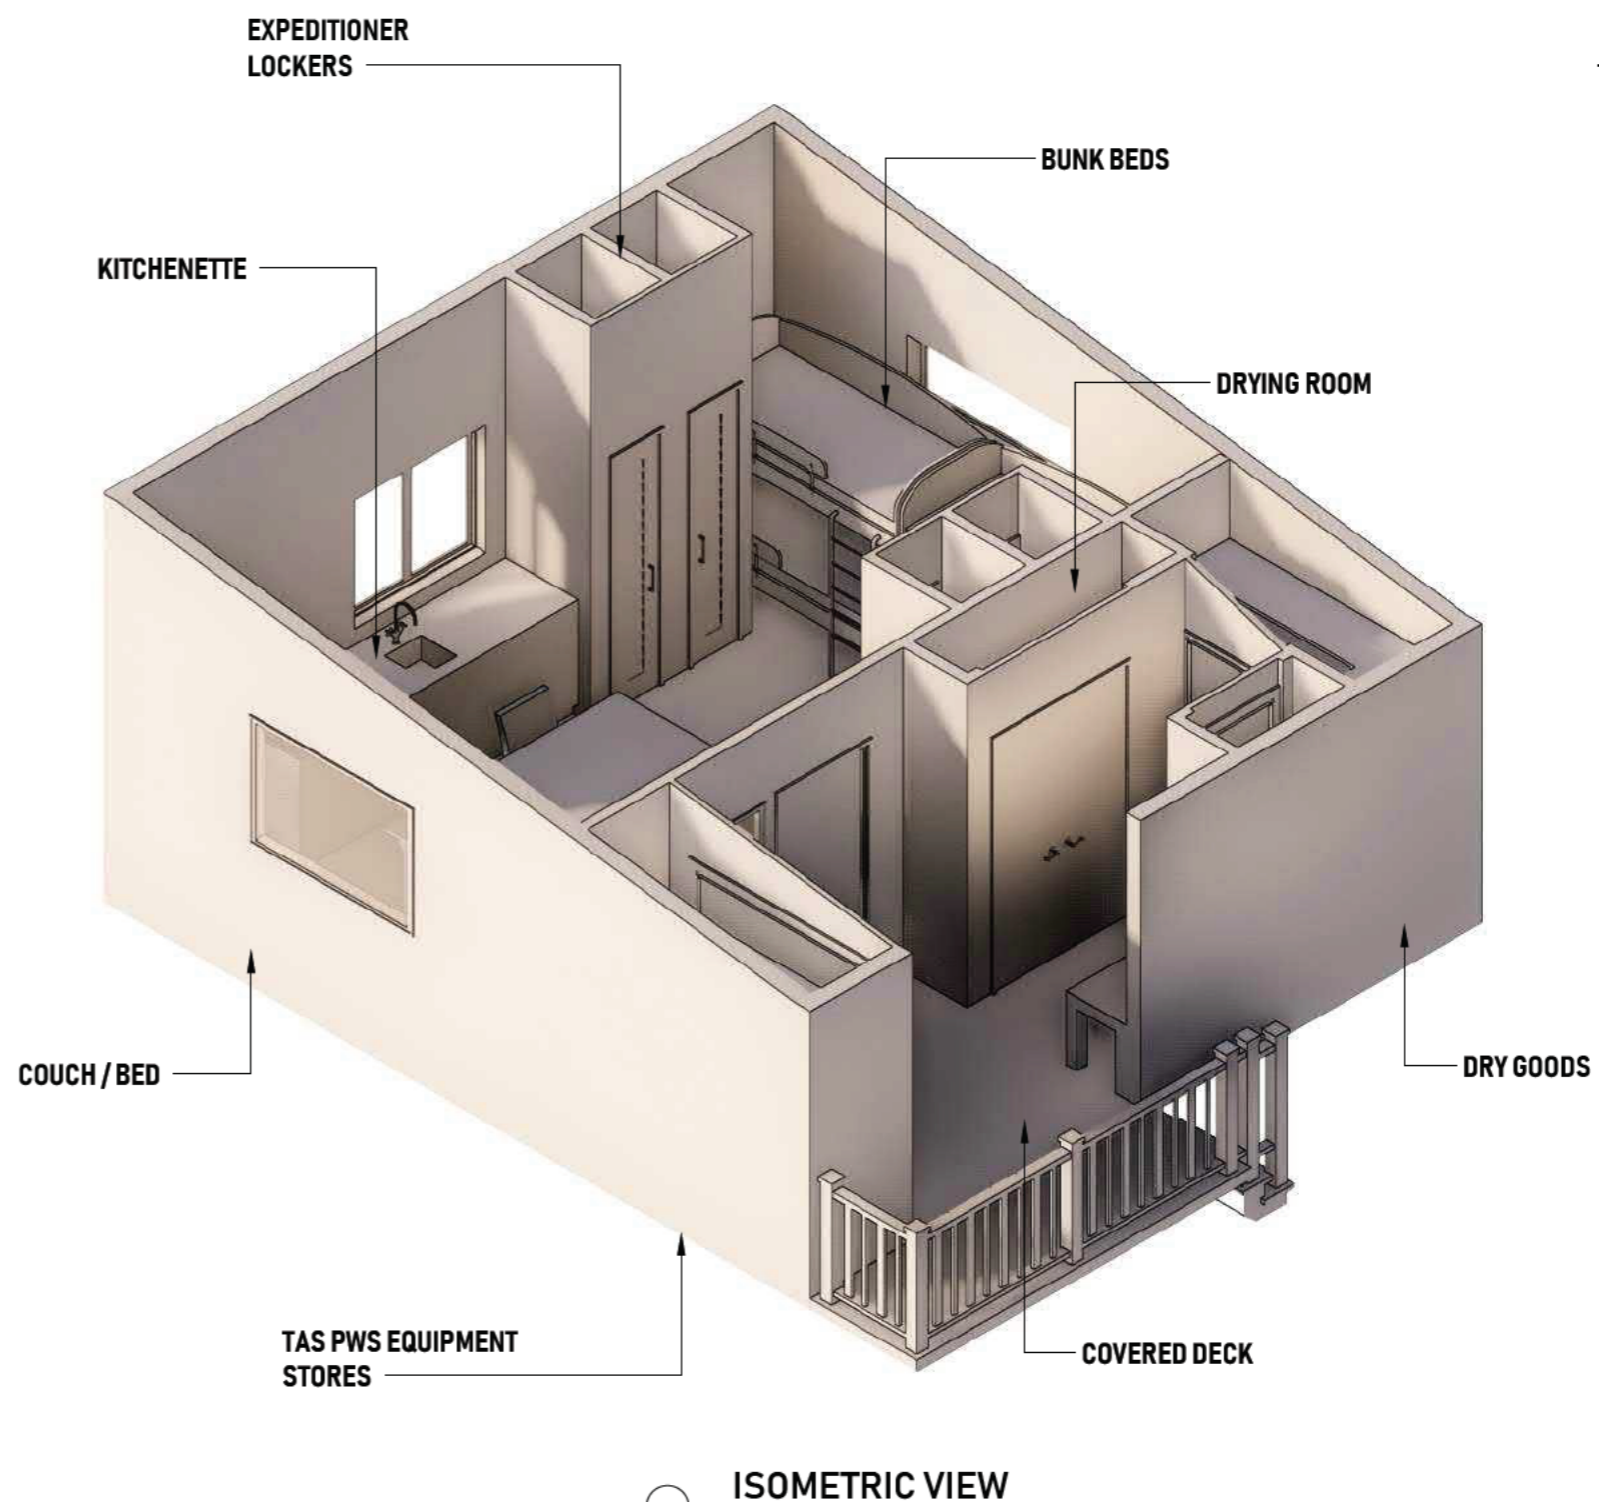 EXPEDITIONER
LOCKERS
BUNK BEDS
KITCHENETTE
DRYING ROOM
COUCH / BED
DRY GOODS
TAS PWS EQUIPMENT
STORES
COVERED DECK
ISOMETRIC VIEW